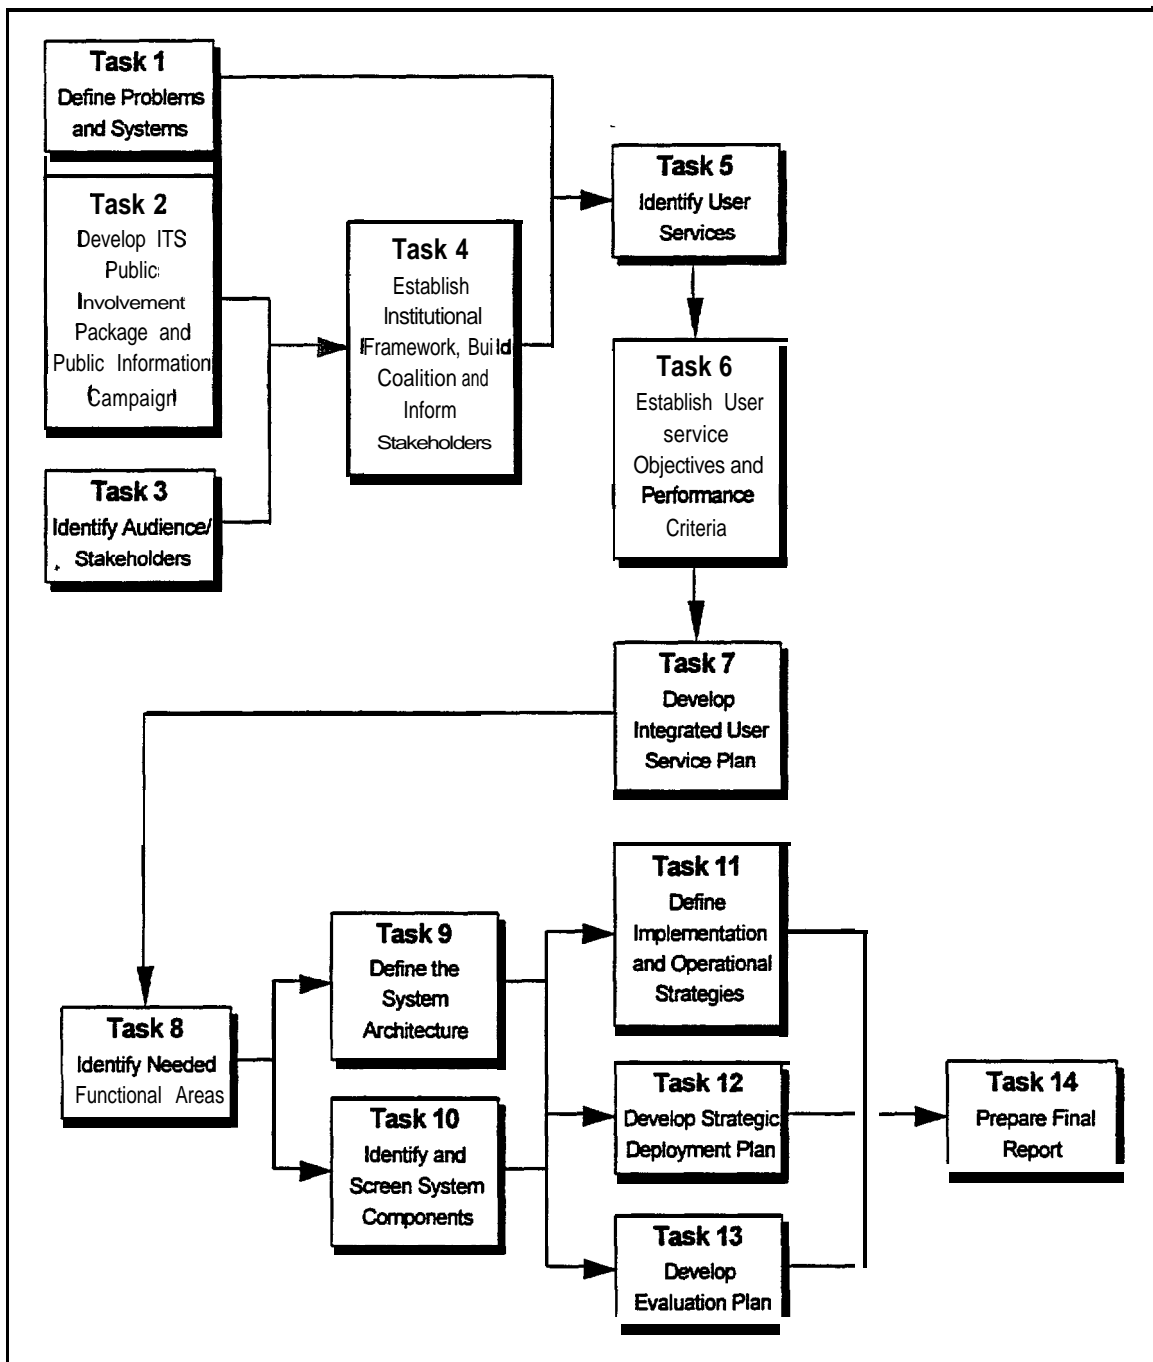 Task 1
Define Problems
and Systems
Task 2
Develop ITS
Public
Involvement
Package and
Public Information
Campaign
Task 3
Identify Audience/
Stakeholders
Task 4
Establish
Institutional
Framework, Build
Coalition and
Inform
Stakeholders
Task 5
Identify User
Services
Task 6
Establish User
service
Objectives and
Performance
Criteria
Task 7
Develop
Integrated User
Service Plan
Task 8
Identify Needed
Functional Areas
Task 9
Define the
System
Architecture
Task 10
Identify and
Screen System
Components
Task 11
Define
Implementation
and Operational
Strategies
Task 12
Develop Strategic
Deployment Plan
Task 13
Develop
Evaluation Plan
Task 14
Prepare Final
Report